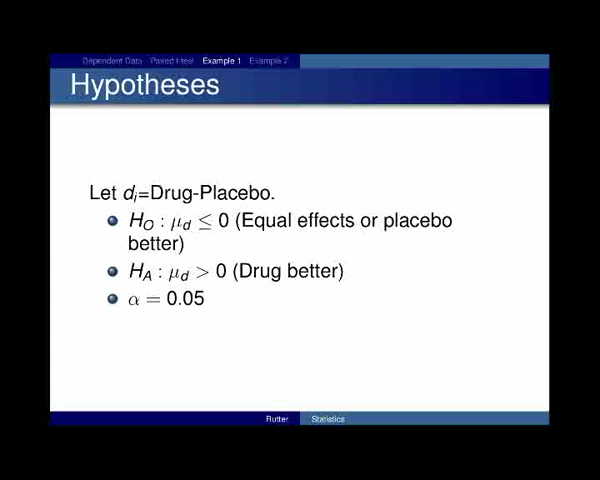 Dependent Data Paired t-test Example 1 Example 2
Hypotheses
Let dᵢ=Drug-Placebo.
H_O : μ_d ≤ 0 (Equal effects or placebo
better)
H_A : μ_d > 0 (Drug better)
α = 0.05
Rutter Statistics